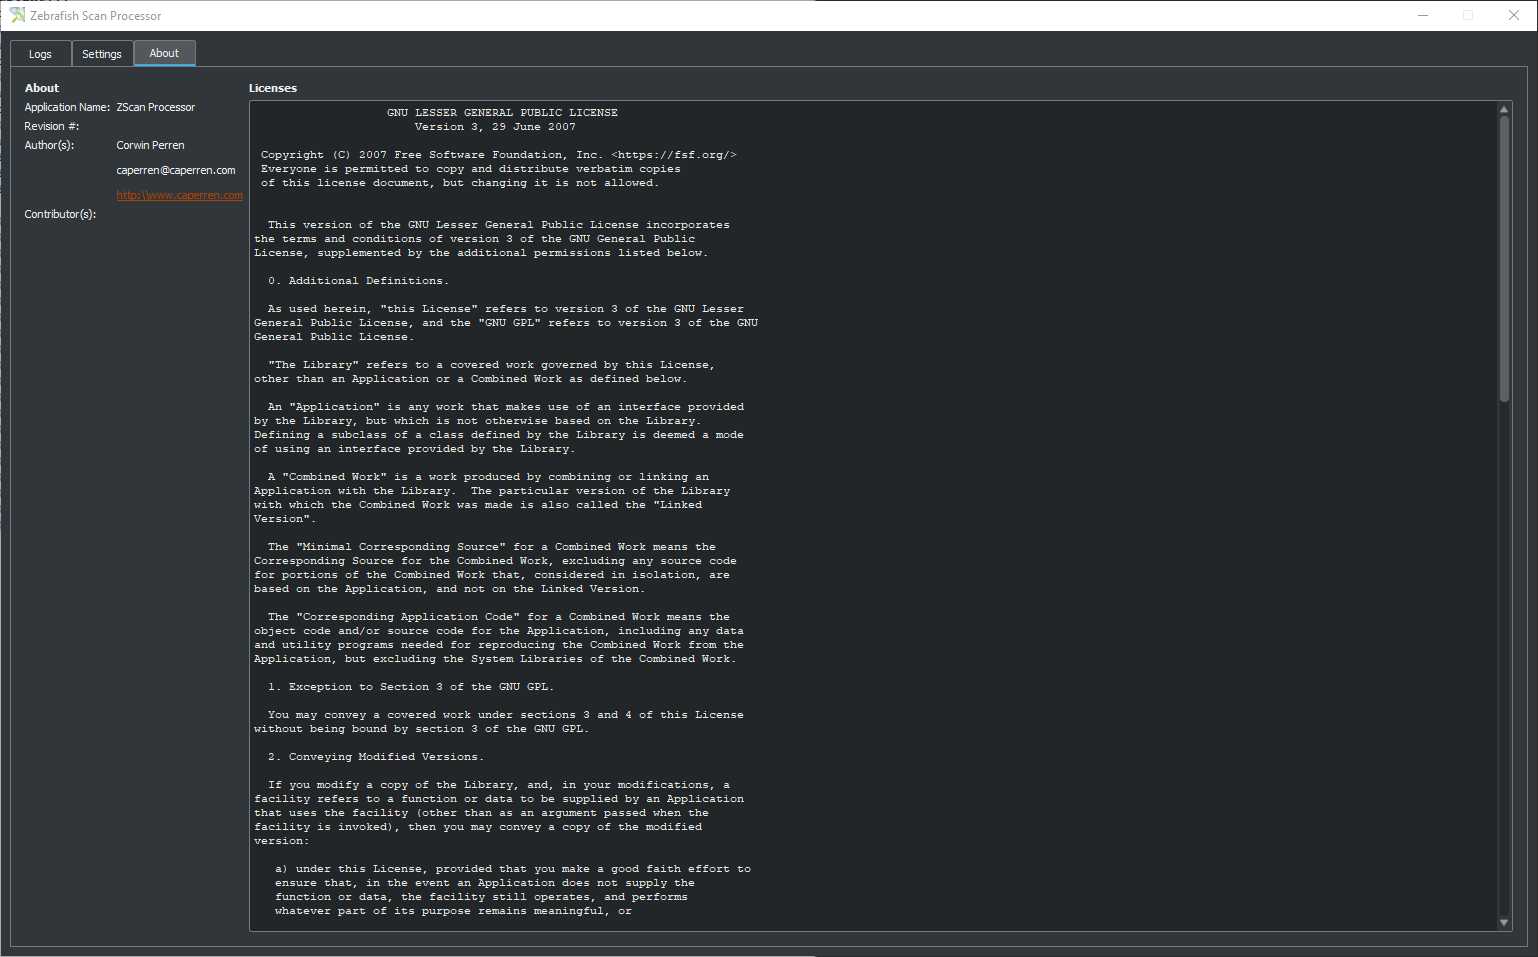 Zebrafish Scan Processor
Logs Settings About
About
Application Name: ZScan Processor
Revision #:
Author(s): Corwin Perren
caperren@caperren.com
http:\\www.caperren.com
Contributor(s):
Licenses
GNU LESSER GENERAL PUBLIC LICENSE
Version 3, 29 June 2007
Copyright (C) 2007 Free Software Foundation, Inc. <https://fsf.org/>
Everyone is permitted to copy and distribute verbatim copies
of this license document, but changing it is not allowed.
This version of the GNU Lesser General Public License incorporates
the terms and conditions of version 3 of the GNU General Public
License, supplemented by the additional permissions listed below.
0. Additional Definitions.
As used herein, "this License" refers to version 3 of the GNU Lesser
General Public License, and the "GNU GPL" refers to version 3 of the GNU
General Public License.
"The Library" refers to a covered work governed by this License,
other than an Application or a Combined Work as defined below.
An "Application" is any work that makes use of an interface provided
by the Library, but which is not otherwise based on the Library.
Defining a subclass of a class defined by the Library is deemed a mode
of using an interface provided by the Library.
A "Combined Work" is a work produced by combining or linking an
Application with the Library.  The particular version of the Library
with which the Combined Work was made is also called the "Linked
Version".
The "Minimal Corresponding Source" for a Combined Work means the
Corresponding Source for the Combined Work, excluding any source code
for portions of the Combined Work that, considered in isolation, are
based on the Application, and not on the Linked Version.
The "Corresponding Application Code" for a Combined Work means the
object code and/or source code for the Application, including any data
and utility programs needed for reproducing the Combined Work from the
Application, but excluding the System Libraries of the Combined Work.
1. Exception to Section 3 of the GNU GPL.
You may convey a covered work under sections 3 and 4 of this License
without being bound by section 3 of the GNU GPL.
2. Conveying Modified Versions.
If you modify a copy of the Library, and, in your modifications, a
facility refers to a function or data to be supplied by an Application
that uses the facility (other than as an argument passed when the
facility is invoked), then you may convey a copy of the modified
version:
a) under this License, provided that you make a good faith effort to
ensure that, in the event an Application does not supply the
function or data, the facility still operates, and performs
whatever part of its purpose remains meaningful, or